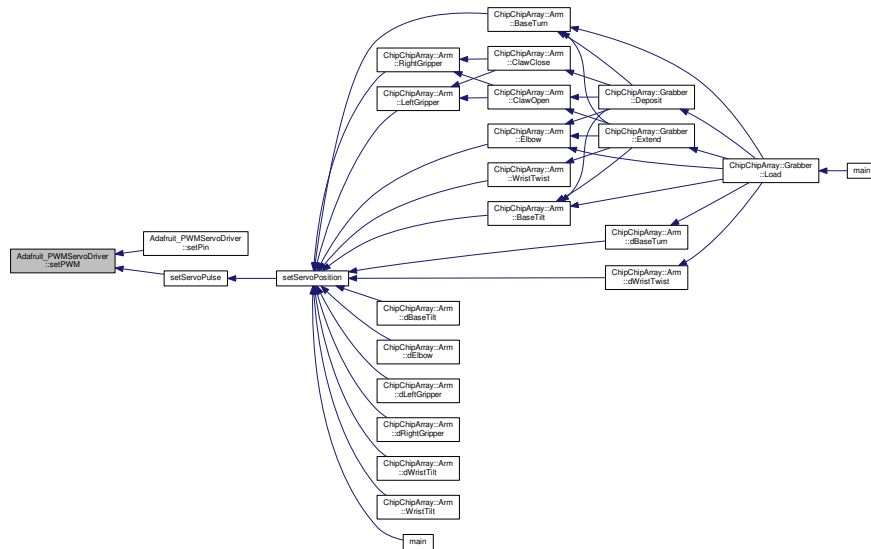 ChipChipArray::Arm
::BaseTurn
ChipChipArray::Arm
::RightGripper
ChipChipArray::Arm
::ClawClose
ChipChipArray::Arm
::LeftGripper
ChipChipArray::Arm
::ClawOpen
ChipChipArray::Grabber
::Deposit
ChipChipArray::Arm
::Elbow
ChipChipArray::Grabber
::Extend
ChipChipArray::Arm
::WristTwist
ChipChipArray::Grabber
::Load
main
ChipChipArray::Arm
::BaseTilt
ChipChipArray::Arm
::dBaseTurn
Adafruit_PWMServoDriver
::setPin
Adafruit_PWMServoDriver
::setPWM
setServoPulse
setServoPosition
ChipChipArray::Arm
::dWristTwist
ChipChipArray::Arm
::dBaseTilt
ChipChipArray::Arm
::dElbow
ChipChipArray::Arm
::dLeftGripper
ChipChipArray::Arm
::dRightGripper
ChipChipArray::Arm
::dWristTilt
ChipChipArray::Arm
::WristTilt
main